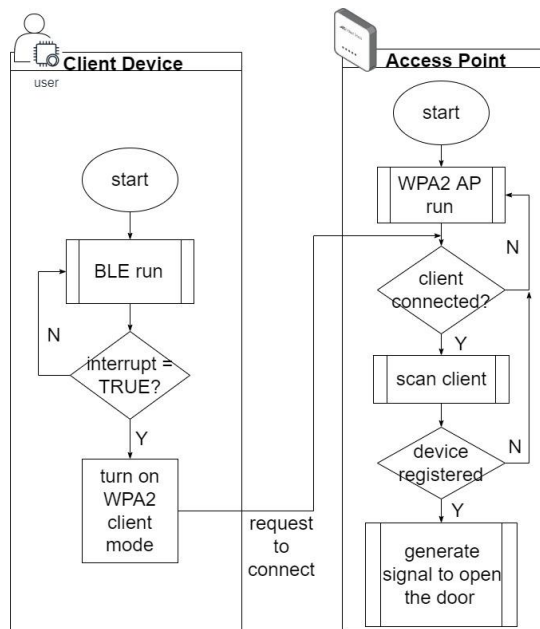 Client Device
user
start
BLE run
N
interrupt =
TRUE?
Y
turn on
WPA2
client
mode
request
to
connect
Access Point
start
WPA2 AP
run
N
client
connected?
Y
scan client
device
registered
N
Y
generate
signal to open
the door